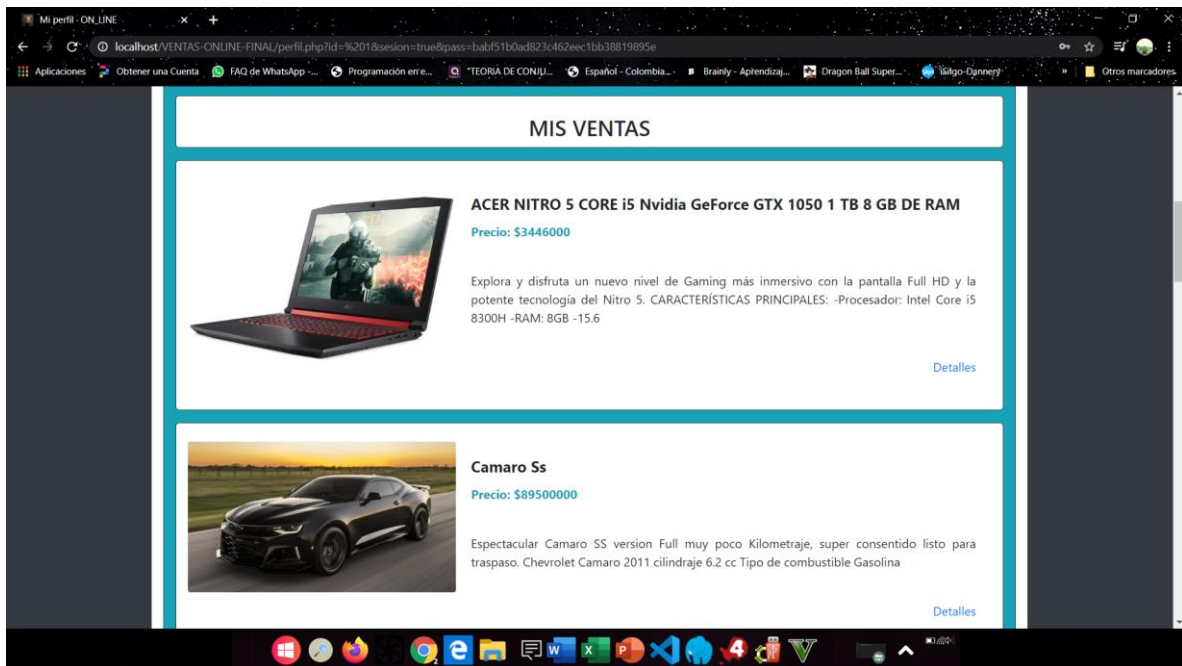 Mi perfil - ON_LINE
localhost/VENTAS-ONLINE-FINAL/perfil.php?id=%2018&sesion=true&pass=babf51b0ad823c462eec1bb38819895e
Aplicaciones Obtener una Cuenta FAQ de WhatsApp -... Programación en e... "TEORIA DE CONJU... Español - Colombia... Brainly - Aprendizaj... Dragon Ball Super... » Otros marcadores
MIS VENTAS
ACER NITRO 5 CORE i5 Nvidia GeForce GTX 1050 1 TB 8 GB DE RAM
Precio: $3446000
Explora y disfruta un nuevo nivel de Gaming más inmersivo con la pantalla Full HD y la
potente tecnología del Nitro 5. CARACTERÍSTICAS PRINCIPALES: -Procesador: Intel Core i5
8300H -RAM: 8GB -15.6
Detalles
Camaro Ss
Precio: $89500000
Espectacular Camaro SS version Full muy poco Kilometraje, super consentido listo para
traspaso. Chevrolet Camaro 2011 cilindraje 6.2 cc Tipo de combustible Gasolina
Detalles